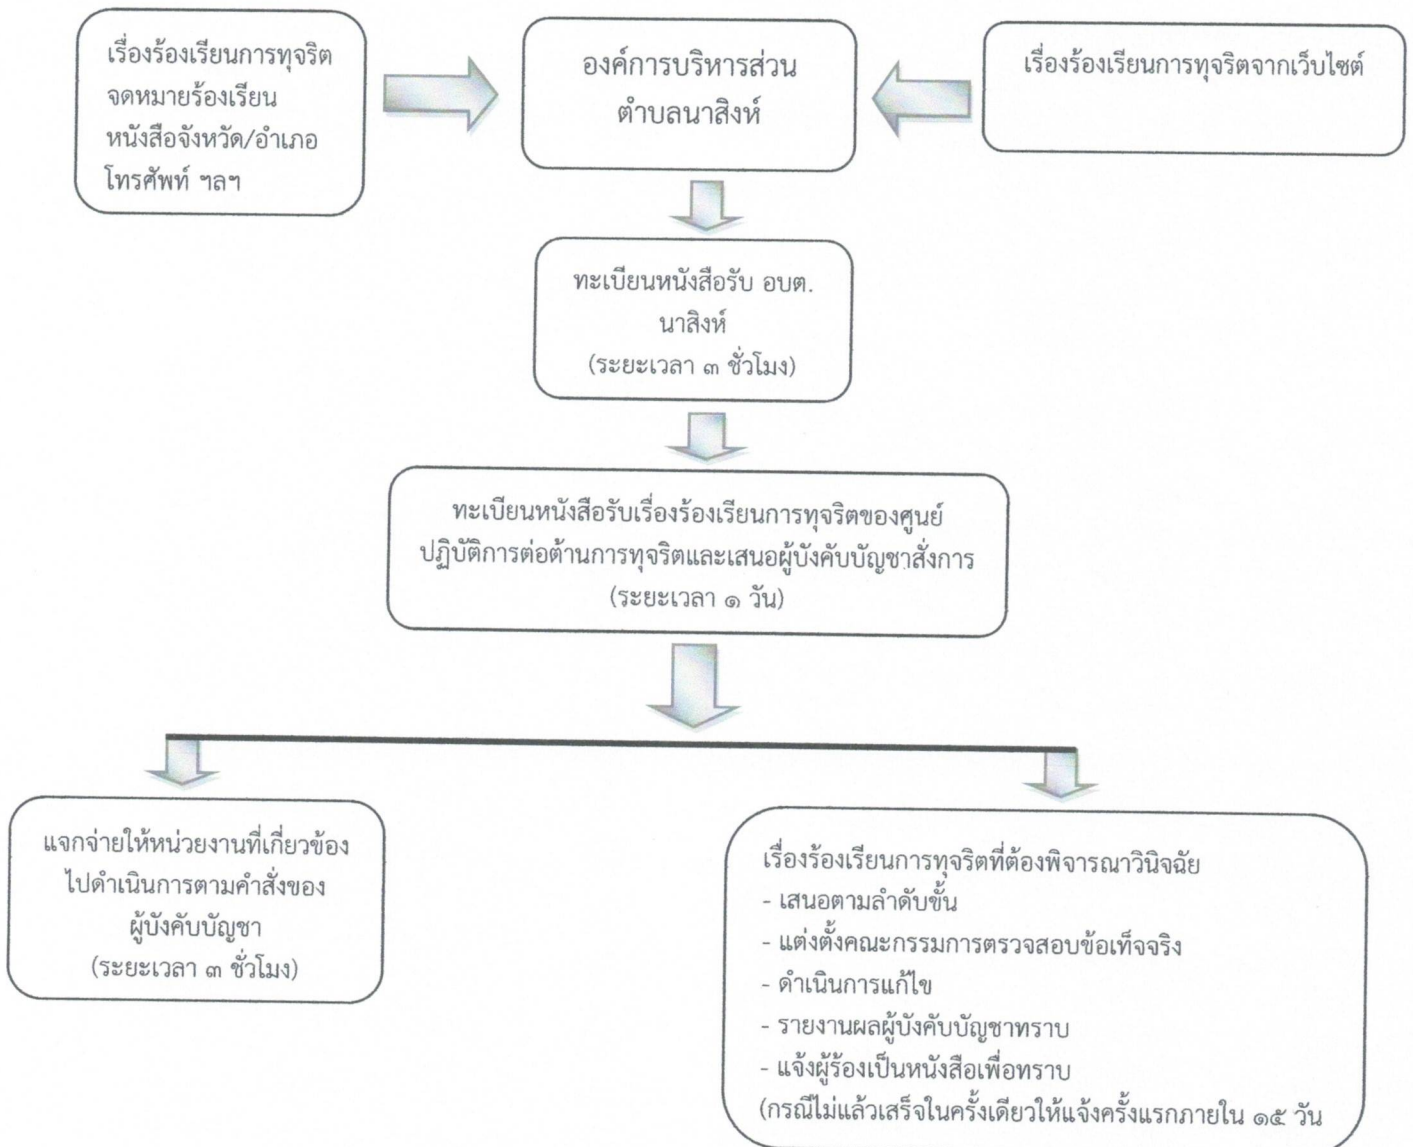 เรื่องร้องเรียนการทุจริต
จดหมายร้องเรียน
หนังสือจังหวัด/อำเภอ
โทรศัพท์ ฯลฯ
องค์การบริหารส่วน
ตำบลนาสิงห์
เรื่องร้องเรียนการทุจริตจากเว็บไซต์
ทะเบียนหนังสือรับ อบต.
นาสิงห์
(ระยะเวลา ๓ ชั่วโมง)
ทะเบียนหนังสือรับเรื่องร้องเรียนการทุจริตของศูนย์
ปฏิบัติการต่อต้านการทุจริตและเสนอผู้บังคับบัญชาสั่งการ
(ระยะเวลา ๑ วัน)
แจกจ่ายให้หน่วยงานที่เกี่ยวข้อง
ไปดำเนินการตามคำสั่งของ
ผู้บังคับบัญชา
(ระยะเวลา ๓ ชั่วโมง)
เรื่องร้องเรียนการทุจริตที่ต้องพิจารณาวินิจฉัย
- เสนอตามลำดับขั้น
- แต่งตั้งคณะกรรมการตรวจสอบข้อเท็จจริง
- ดำเนินการแก้ไข
- รายงานผลผู้บังคับบัญชาทราบ
- แจ้งผู้ร้องเป็นหนังสือเพื่อทราบ
(กรณีไม่แล้วเสร็จในครั้งเดียวให้แจ้งครั้งแรกภายใน ๑๕ วัน